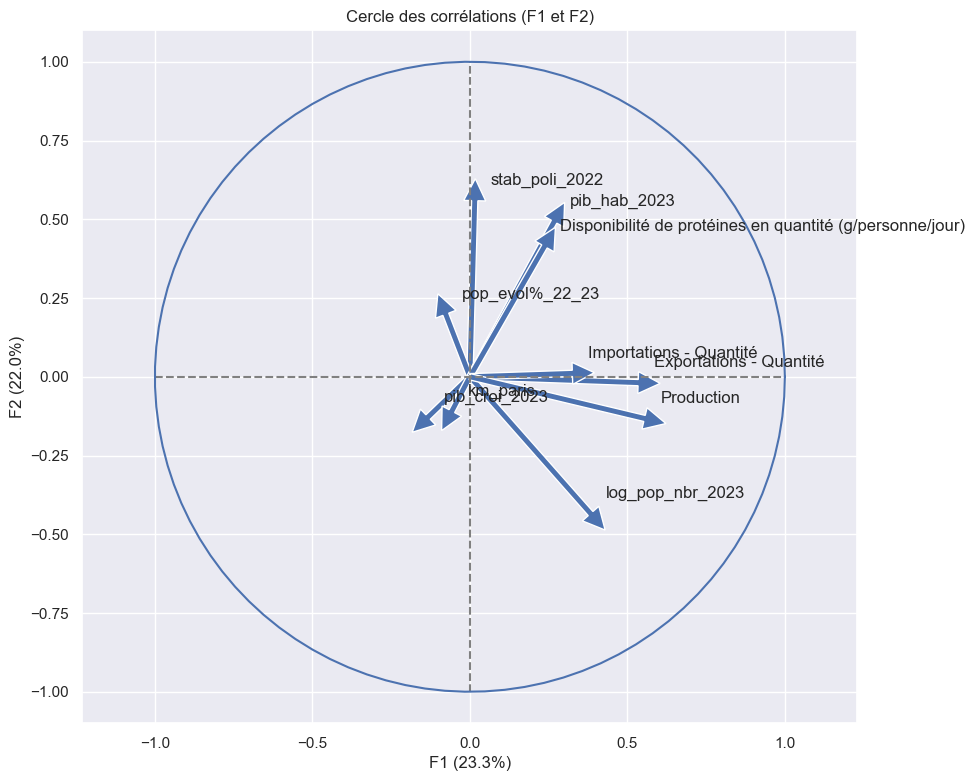 Cercle des corrélations (F1 et F2)
1.00
0.75
0.50
0.25
0.00
−0.25
−0.50
−0.75
−1.00
F2 (22.0%)
stab_poli_2022
pib_hab_2023
Disponibilité de protéines en quantité (g/personne/jour)
pop_evol%_22_23
Importations - Quantité
Exportations - Quantité
km_paris
pib_croi_2023
Production
log_pop_nbr_2023
−1.0
−0.5
0.0
0.5
1.0
F1 (23.3%)